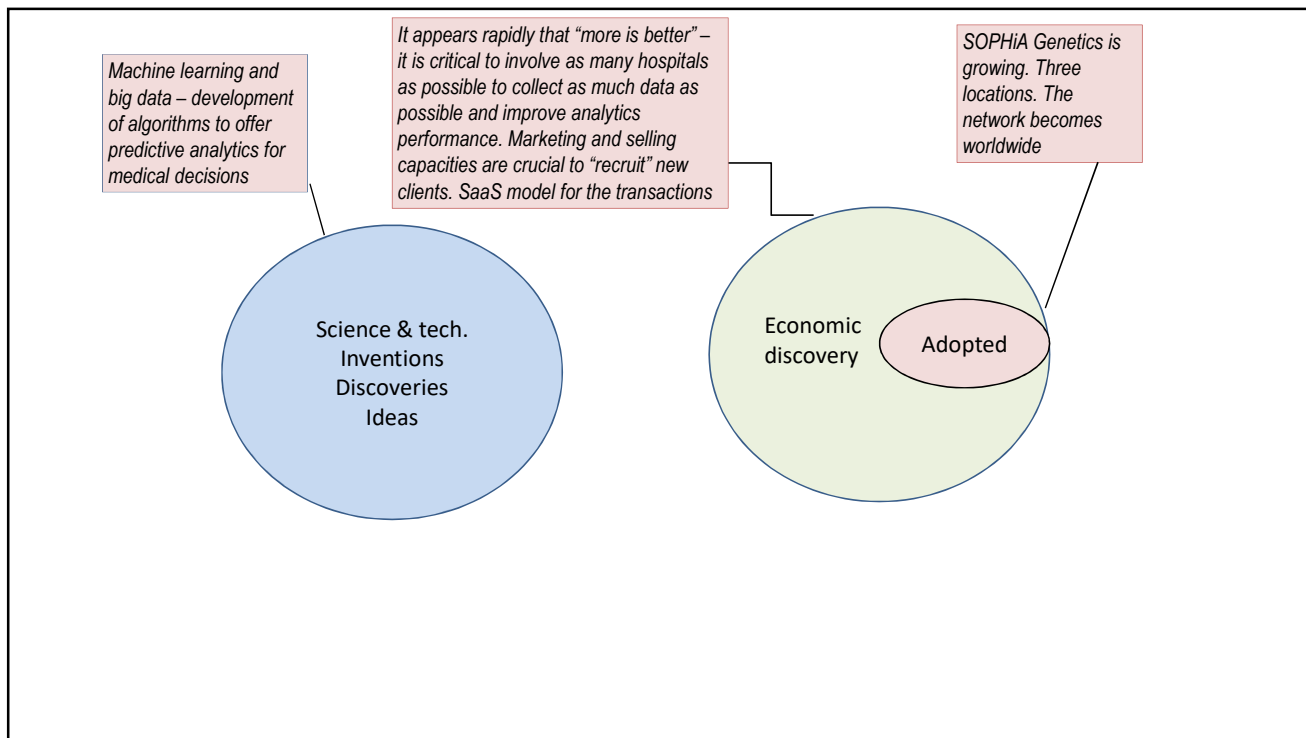 Machine learning and
big data – development
of algorithms to offer
predictive analytics for
medical decisions
It appears rapidly that “more is better” –
it is critical to involve as many hospitals
as possible to collect as much data as
possible and improve analytics
performance. Marketing and selling
capacities are crucial to “recruit” new
clients. SaaS model for the transactions
SOPHiA Genetics is
growing. Three
locations. The
network becomes
worldwide
Science & tech.
Inventions
Discoveries
Ideas
Economic
discovery
Adopted